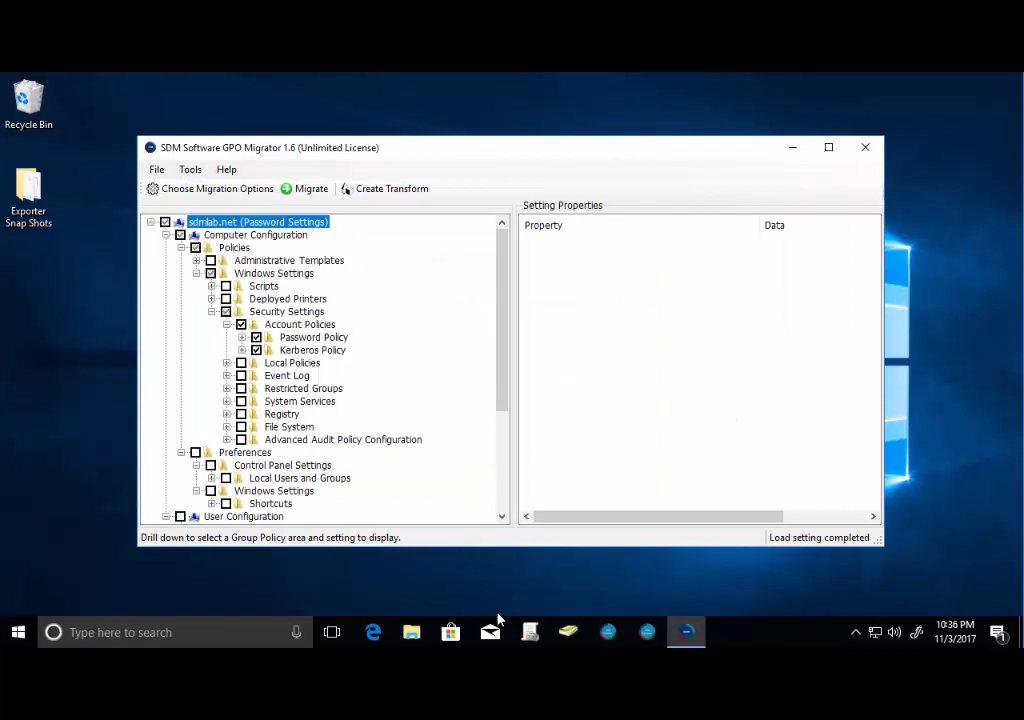 Recycle Bin
Exporter
Snap Shots
SDM Software GPO Migrator 1.6 (Unlimited License)
File Tools Help
Choose Migration Options Migrate Create Transform
sdmlab.net (Password Settings)
Computer Configuration
Policies
Administrative Templates
Windows Settings
Scripts
Deployed Printers
Security Settings
Account Policies
Password Policy
Kerberos Policy
Local Policies
Event Log
Restricted Groups
System Services
Registry
File System
Advanced Audit Policy Configuration
Preferences
Control Panel Settings
Local Users and Groups
Windows Settings
Shortcuts
User Configuration
Setting Properties
Property Data
Drill down to select a Group Policy area and setting to display. Load setting completed
Type here to search
10:36 PM
11/3/2017
1